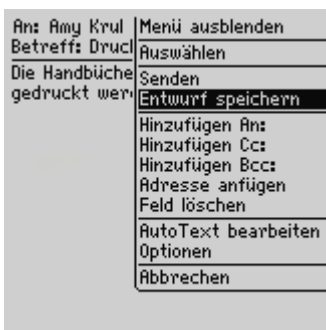 An: Amy Krul
Betreff: Druc
Die Handbüche
gedruckt wer
Menü ausblenden
Auswählen
Senden
Entwurf speichern
Hinzufügen An:
Hinzufügen Cc:
Hinzufügen Bcc:
Adresse anfügen
Feld löschen
AutoText bearbeiten
Optionen
Abbrechen